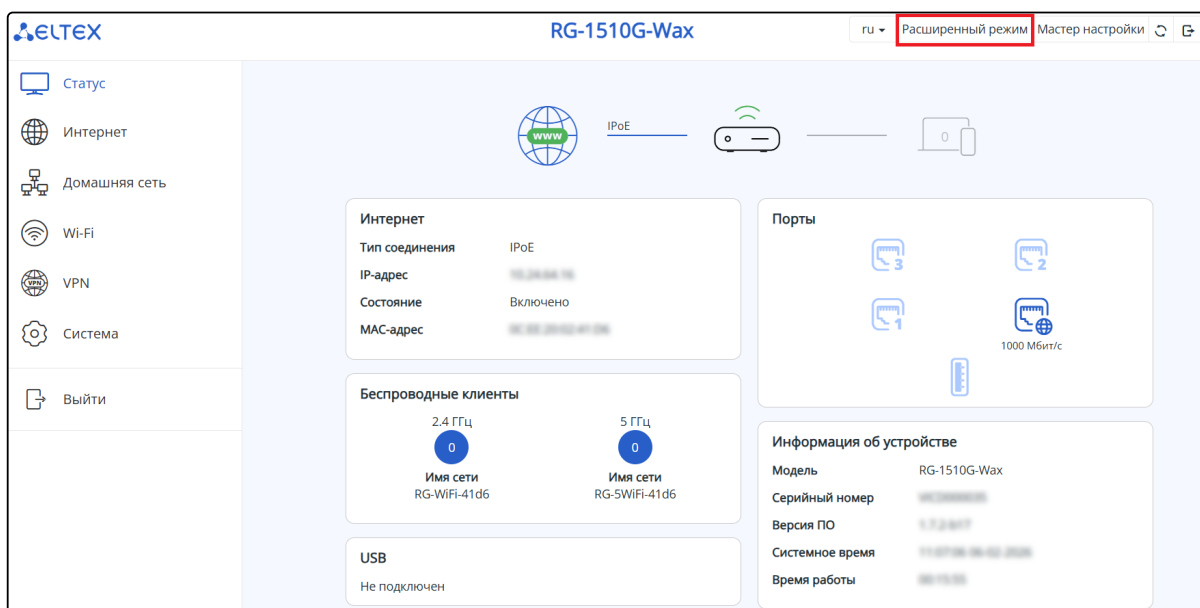 ELTEX
RG-1510G-Wax
ru
Расширенный режим
Мастер настройки
Статус
Интернет
Домашняя сеть
Wi-Fi
VPN
Система
Выйти
www
IPoE
0
Интернет
Тип соединения IPoE
IP-адрес
Состояние Включено
MAC-адрес
Порты
3
2
1
1000 Мбит/с
Беспроводные клиенты
2.4 ГГц 5 ГГц
0 0
Имя сети Имя сети
RG-WiFi-41d6 RG-5WiFi-41d6
USB
Не подключен
Информация об устройстве
Модель RG-1510G-Wax
Серийный номер
Версия ПО
Системное время
Время работы